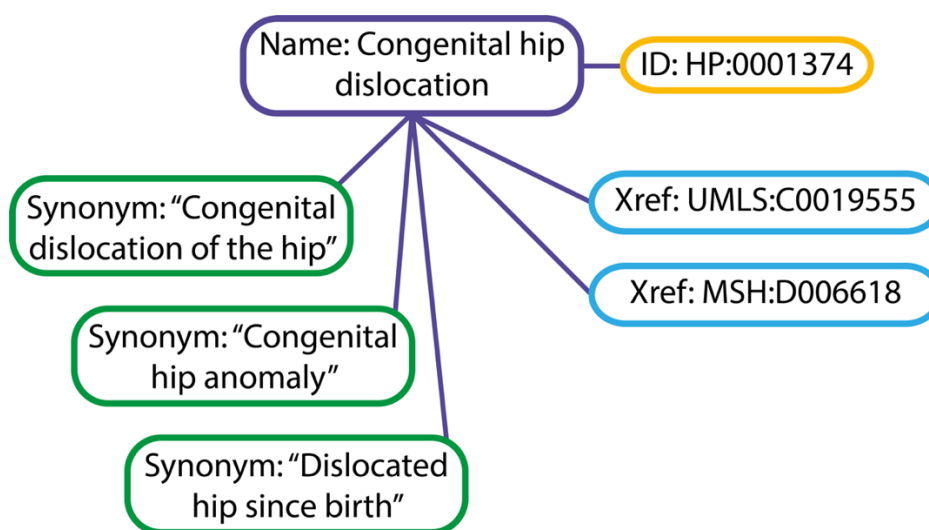 Name: Congenital hip
dislocation
ID: HP:0001374
Synonym: “Congenital
dislocation of the hip”
Xref: UMLS:C0019555
Xref: MSH:D006618
Synonym: “Congenital
hip anomaly”
Synonym: “Dislocated
hip since birth”